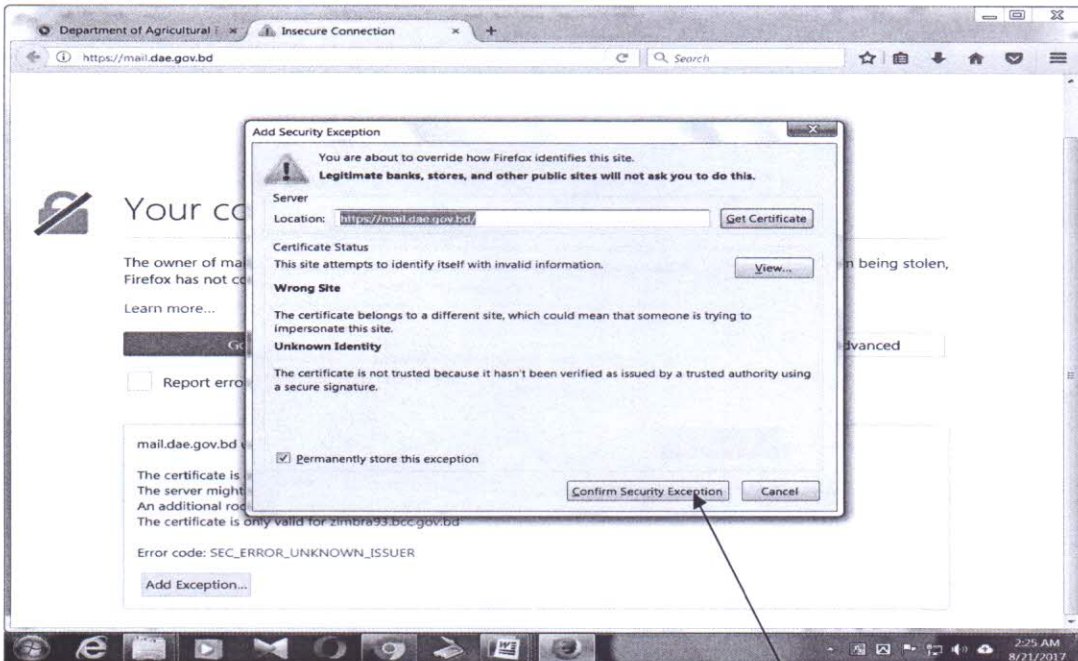 Department of Agricultural
Insecure Connection
https://mail.dae.gov.bd
Search
Add Security Exception
You are about to override how Firefox identifies this site.
Legitimate banks, stores, and other public sites will not ask you to do this.
Server
Location: https://mail.dae.gov.bd/ Get Certificate
Certificate Status
This site attempts to identify itself with invalid information. View...
Wrong Site
The certificate belongs to a different site, which could mean that someone is trying to
impersonate this site.
Unknown Identity
The certificate is not trusted because it hasn't been verified as issued by a trusted authority using
a secure signature.
Permanently store this exception
Confirm Security Exception Cancel
Your
The owner of being stolen,
Firefox has not
Learn more...
Report
mail.dae.gov.bd
The certificate is
The server might
An additional
The certificate is only valid for zimbra93.bcc.gov.bd
Error code: SEC_ERROR_UNKNOWN_ISSUER
Add Exception...
2:25 AM
8/21/2017